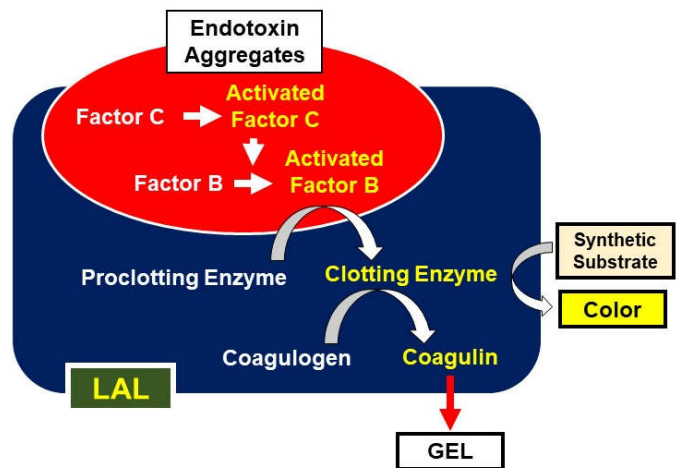 Endotoxin
Aggregates
Factor C
Activated
Factor C
Factor B
Activated
Factor B
Proclotting Enzyme
Clotting Enzyme
Synthetic
Substrate
Color
Coagulogen
Coagulin
LAL
GEL